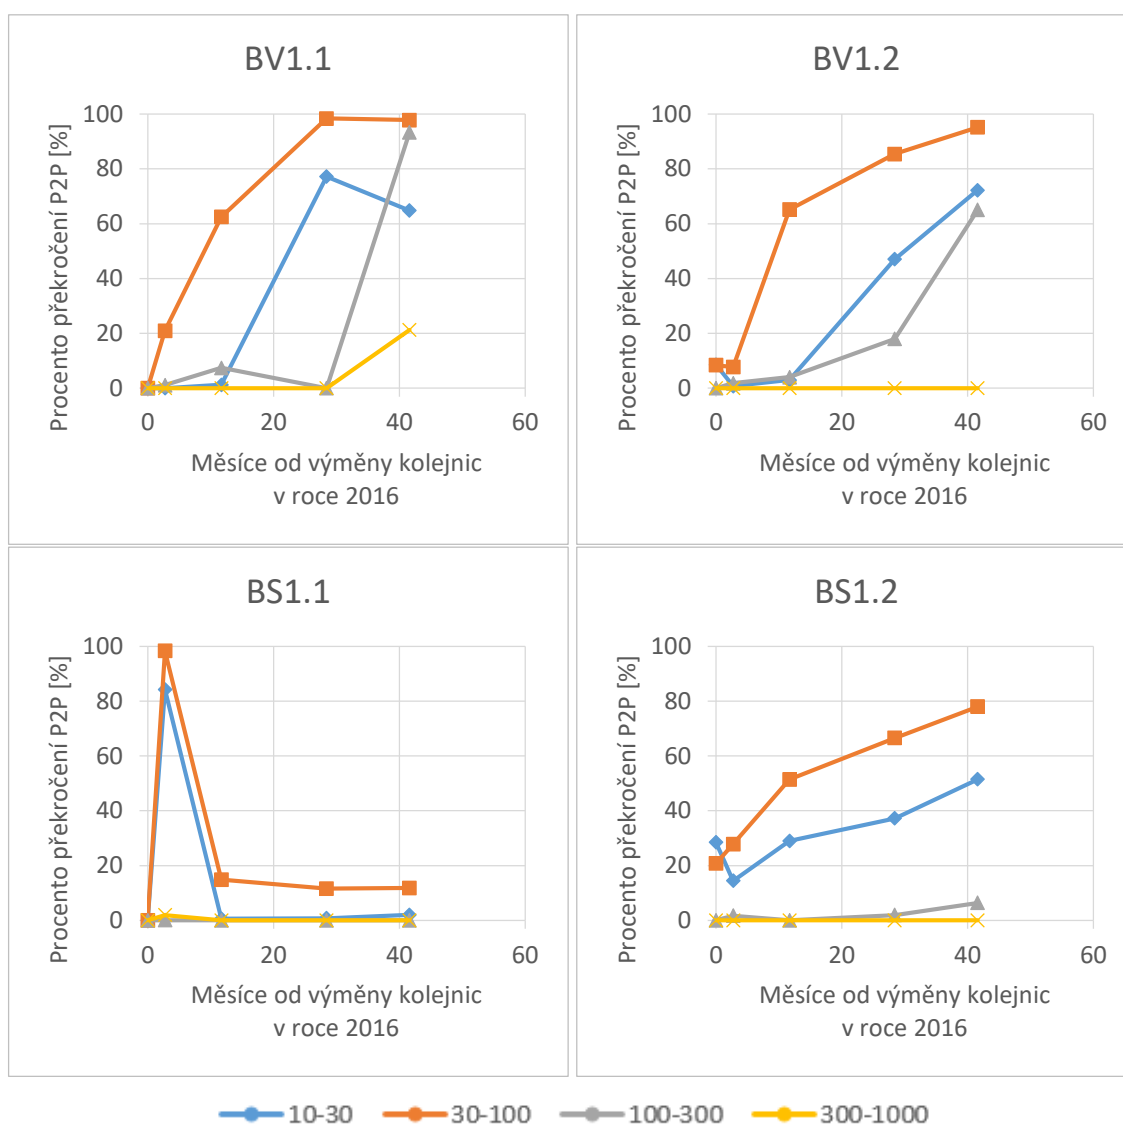 BV1.1
Procento překročení P2P [%]
100
80
60
40
20
0
0 20 40 60
Měsíce od výměny kolejnic
v roce 2016
BV1.2
Procento překročení P2P [%]
100
80
60
40
20
0
0 20 40 60
Měsíce od výměny kolejnic
v roce 2016
BS1.1
Procento překročení P2P [%]
100
80
60
40
20
0
0 20 40 60
Měsíce od výměny kolejnic
v roce 2016
BS1.2
Procento překročení P2P [%]
100
80
60
40
20
0
0 20 40 60
Měsíce od výměny kolejnic
v roce 2016
10-30 30-100 100-300 300-1000